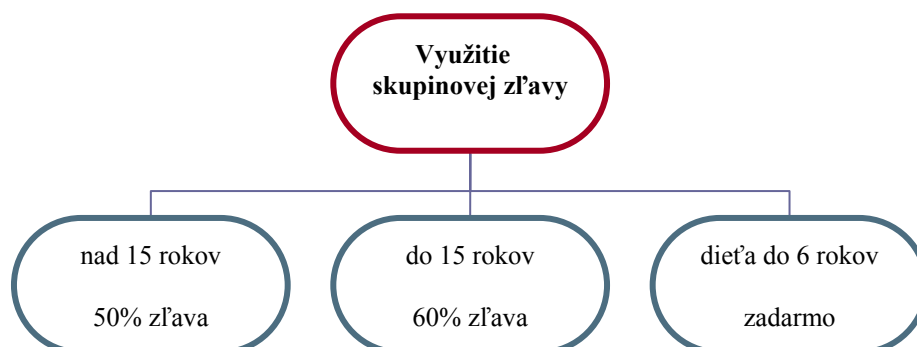 Využitie
skupinovej zľavy
nad 15 rokov
50% zľava
do 15 rokov
60% zľava
dieťa do 6 rokov
zadarmo